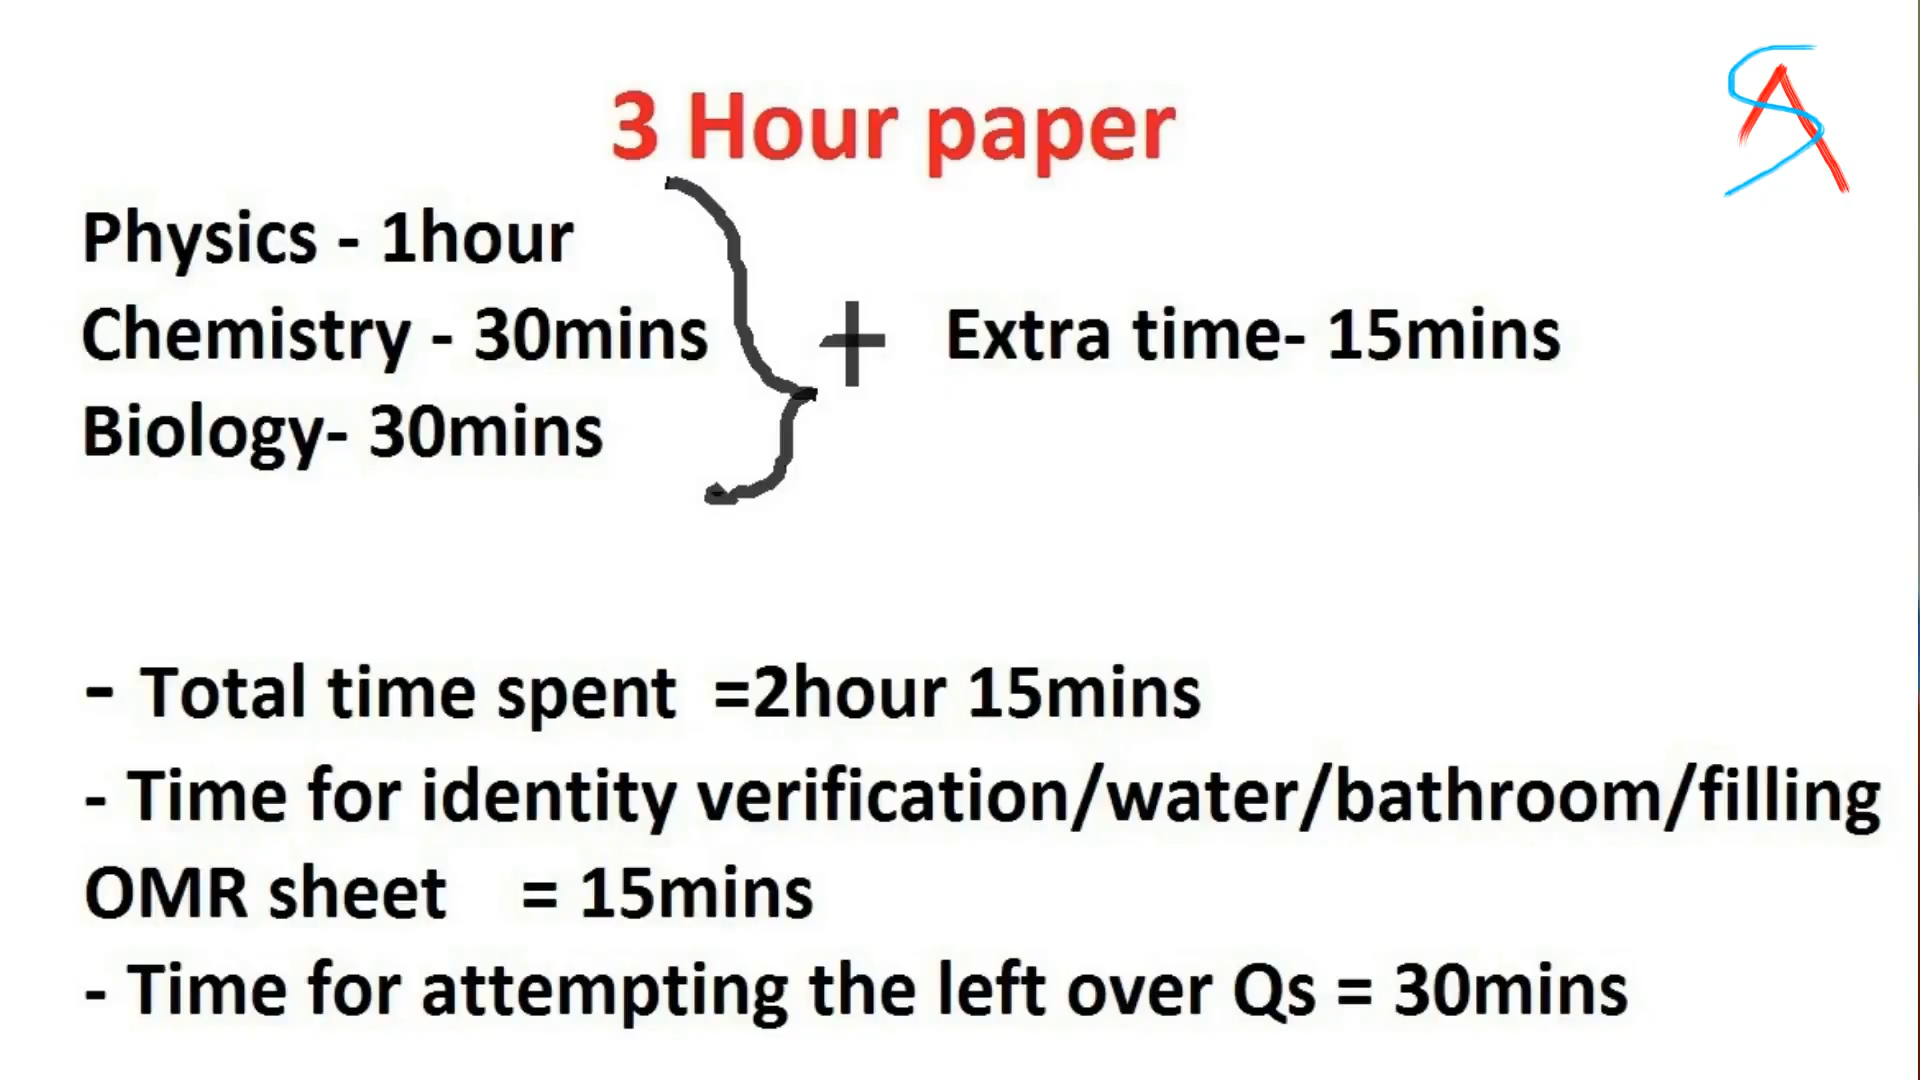 SA
3 Hour paper
Physics - 1hour
Chemistry - 30mins
Biology- 30mins
+ Extra time- 15mins
- Total time spent =2hour 15mins
- Time for identity verification/water/bathroom/filling
OMR sheet = 15mins
- Time for attempting the left over Qs = 30mins